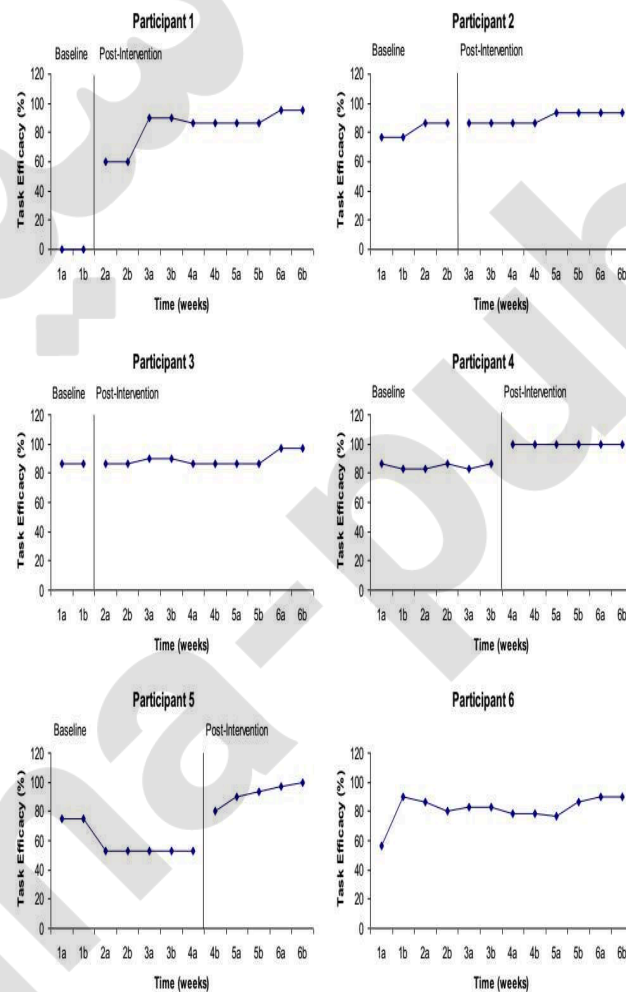 Participant 1
Baseline Post-Intervention
120
100
80
60
40
20
0
Task Efficacy (%)
1a 1b 2a 2b 3a 3b 4a 4b 5a 5b 6a 6b
Time (weeks)
Participant 2
Baseline Post-Intervention
120
100
80
60
40
20
0
Task Efficacy (%)
1a 1b 2a 2b 3a 3b 4a 4b 5a 5b 6a 6b
Time (weeks)
Participant 3
Baseline Post-Intervention
120
100
80
60
40
20
0
Task Efficacy (%)
1a 1b 2a 2b 3a 3b 4a 4b 5a 5b 6a 6b
Time (weeks)
Participant 4
Baseline Post-Intervention
120
100
80
60
40
20
0
Task Efficacy (%)
1a 1b 2a 2b 3a 3b 4a 4b 5a 5b 6a 6b
Time (weeks)
Participant 5
Baseline Post-Intervention
120
100
80
60
40
20
0
Task Efficacy (%)
1a 1b 2a 2b 3a 3b 4a 4b 5a 5b 6a 6b
Time (weeks)
Participant 6
120
100
80
60
40
20
0
Task Efficacy (%)
1a 1b 2a 2b 3a 3b 4a 4b 5a 5b 6a 6b
Time (weeks)